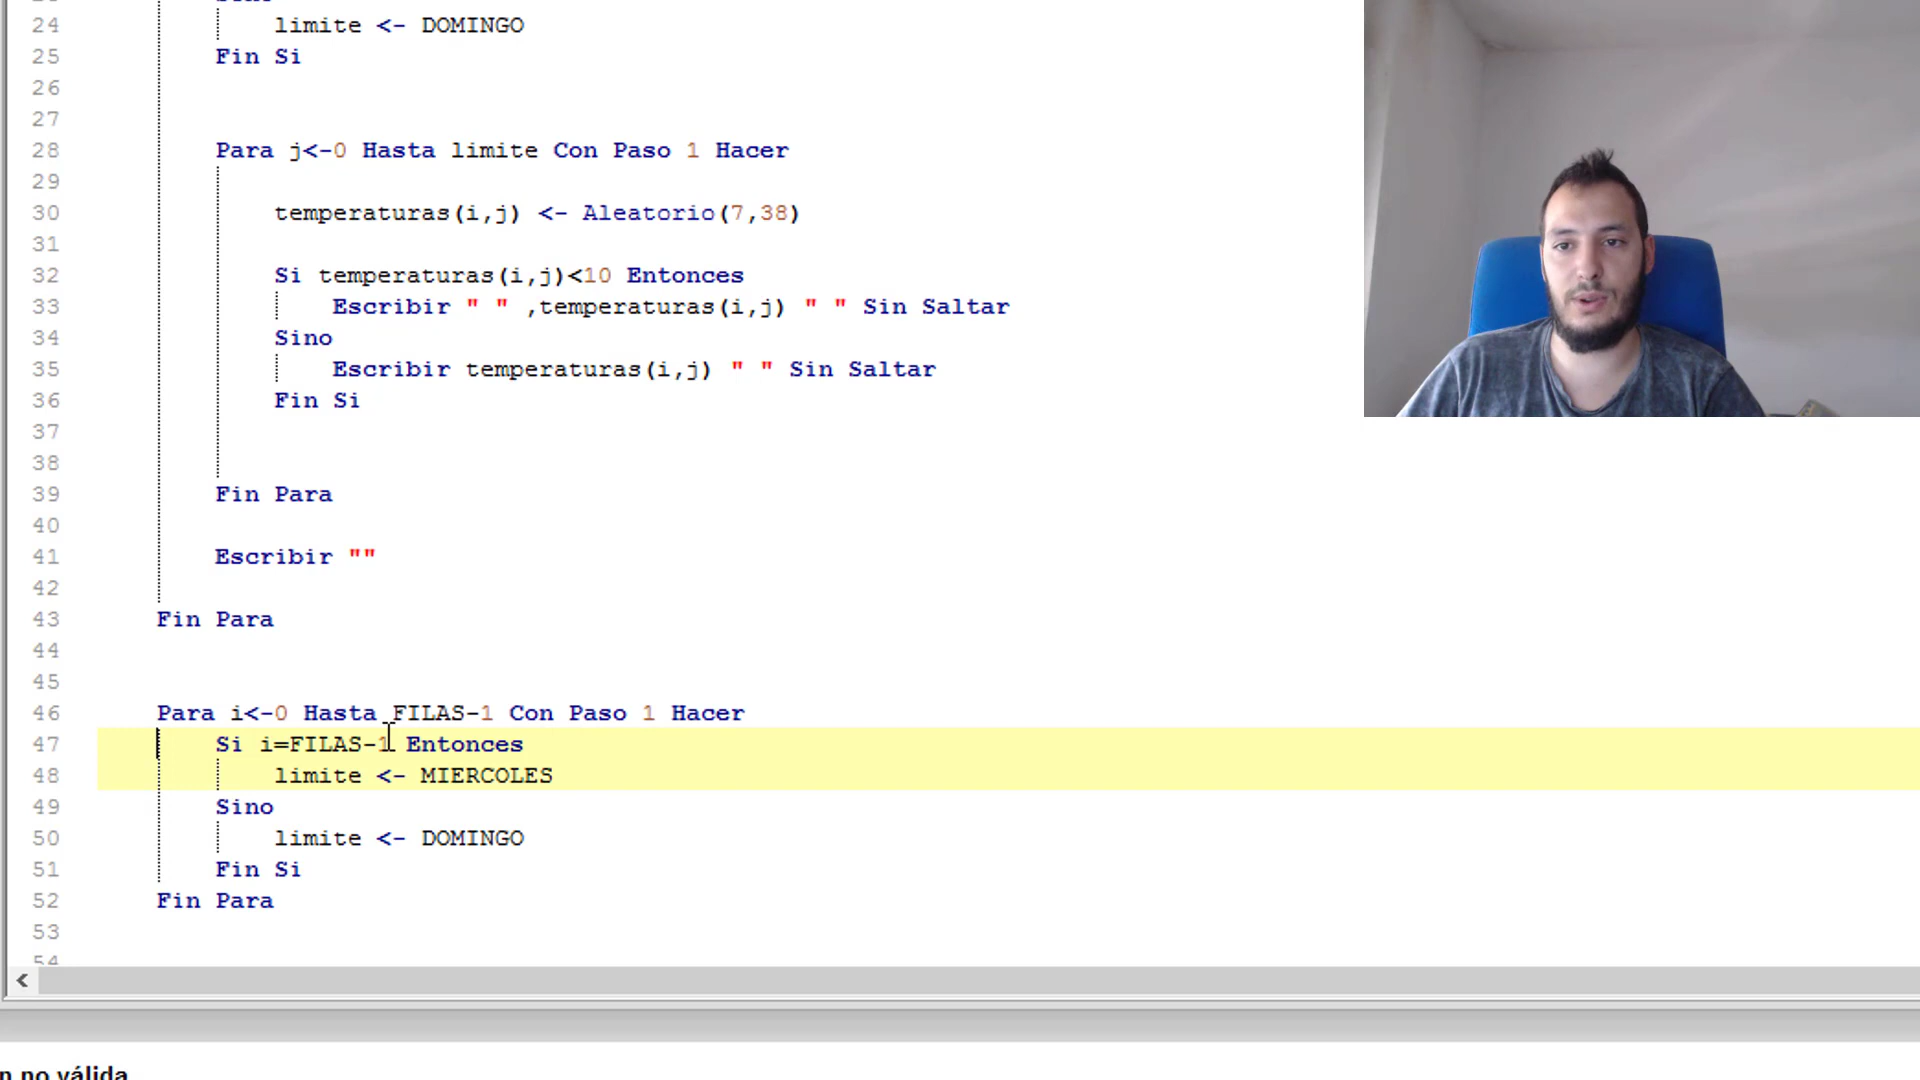 24 limite <- DOMINGO
25 Fin Si
26
27
28 Para j<-0 Hasta limite Con Paso 1 Hacer
29
30 temperaturas(i,j) <- Aleatorio(7,38)
31
32 Si temperaturas(i,j)<10 Entonces
33 Escribir " " ,temperaturas(i,j) " " Sin Saltar
34 Sino
35 Escribir temperaturas(i,j) " " Sin Saltar
36 Fin Si
37
38
39 Fin Para
40
41 Escribir ""
42
43 Fin Para
44
45
46 Para i<-0 Hasta FILAS-1 Con Paso 1 Hacer
47 Si i=FILAS-1 Entonces
48 limite <- MIERCOLES
49 Sino
50 limite <- DOMINGO
51 Fin Si
52 Fin Para
53
54
n no válida